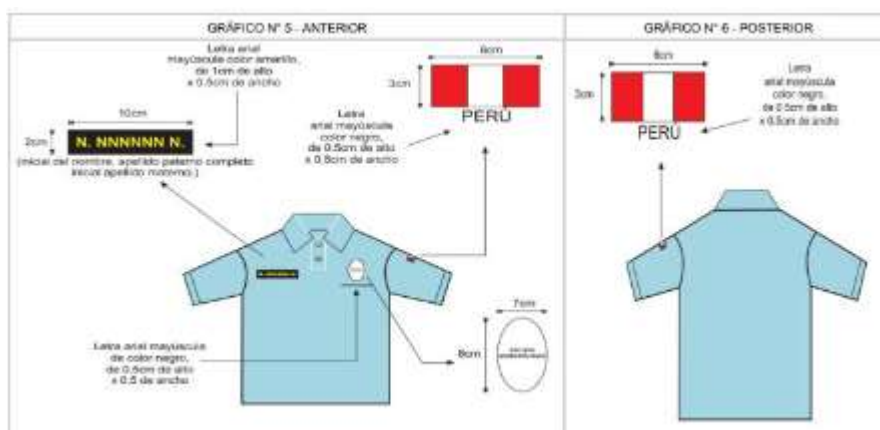 GRÁFICO N° 5 - ANTERIOR
Letra arial
mayúscula color amarillo,
de 1cm de alto
x 0.5cm de ancho
10cm
2cm
N. NNNNNN N.
(inicial del nombre, apellido paterno completo
inicial apellido materno.)
6cm
3cm
PERÚ
Letra
arial mayúscula
color negro,
de 0.5cm de alto
x 0.5cm de ancho
Letra arial mayúscula
de color negro,
de 0.5cm de alto
x 0.5 de ancho
7cm
9cm
GRÁFICO N° 6 - POSTERIOR
6cm
3cm
PERÚ
Letra
arial mayúscula
color negro,
de 0.5cm de alto
x 0.5cm de ancho